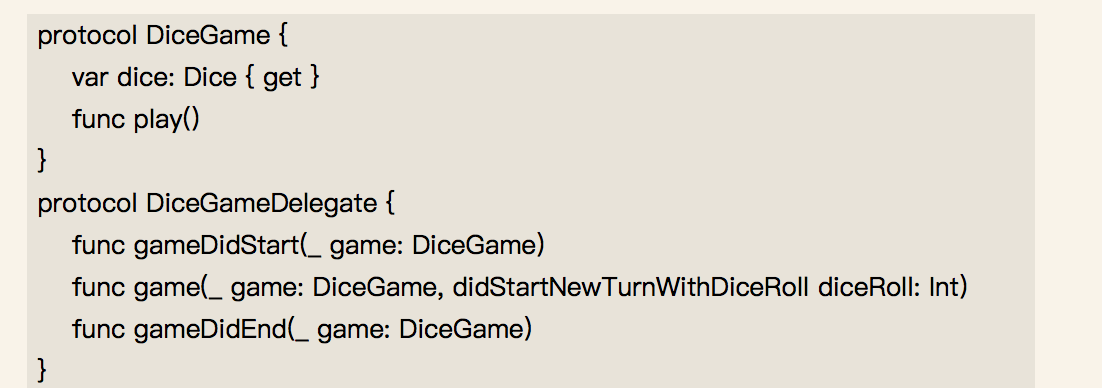 protocol DiceGame {
var dice: Dice { get }
func play()
}
protocol DiceGameDelegate {
func gameDidStart(_ game: DiceGame)
func game(_ game: DiceGame, didStartNewTurnWithDiceRoll diceRoll: Int)
func gameDidEnd(_ game: DiceGame)
}